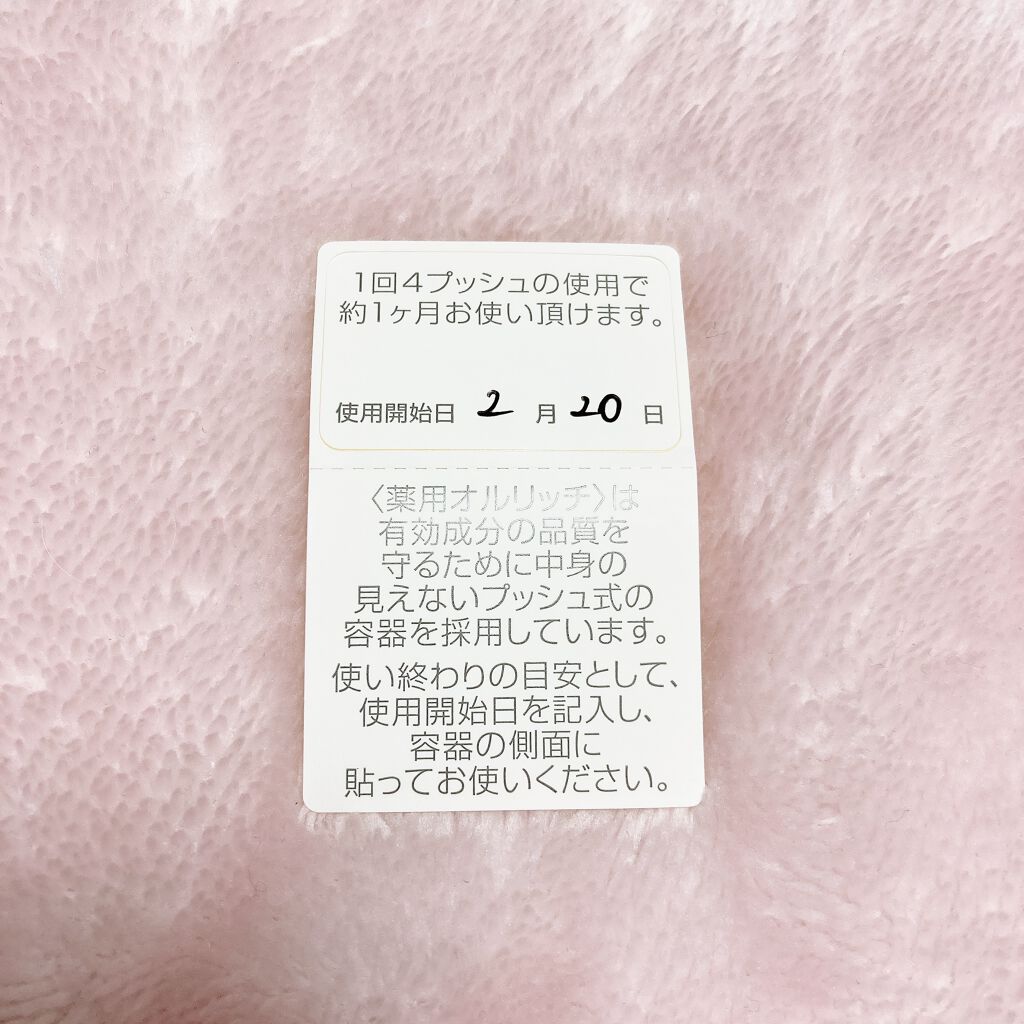 1回4プッシュの使用で
約1ヶ月お使い頂けます。
使用開始日 2 月 20 日
〈薬用オルリッチ〉は
有効成分の品質を
守るために中身の
見えないプッシュ式の
容器を採用しています。
使い終わりの目安として、
使用開始日を記入し、
容器の側面に
貼ってお使いください。